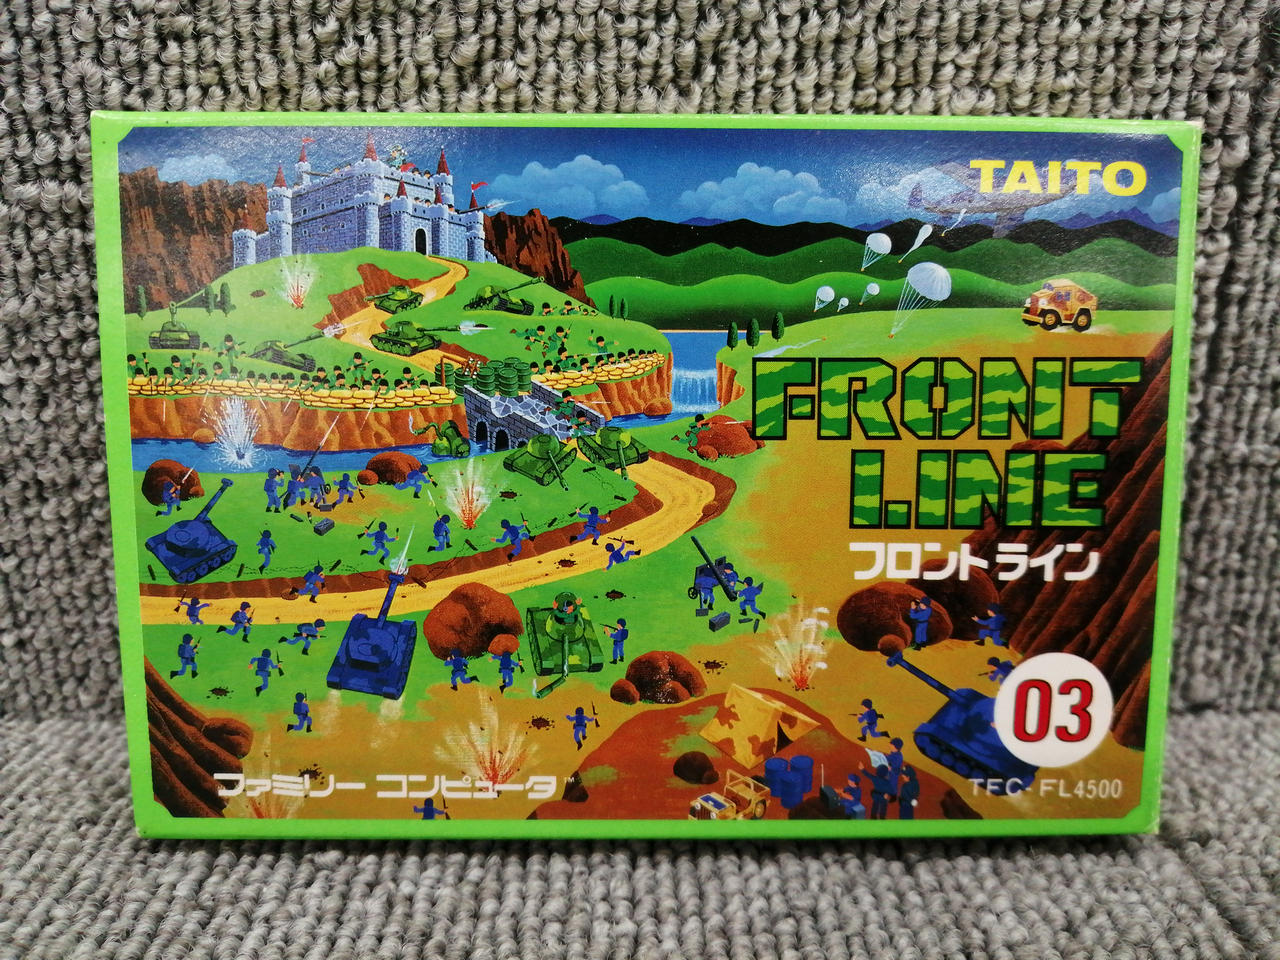 TAITO
FRONT
LINE
フロントライン
03
ファミリー コンピュータ™
TFC-FL4500